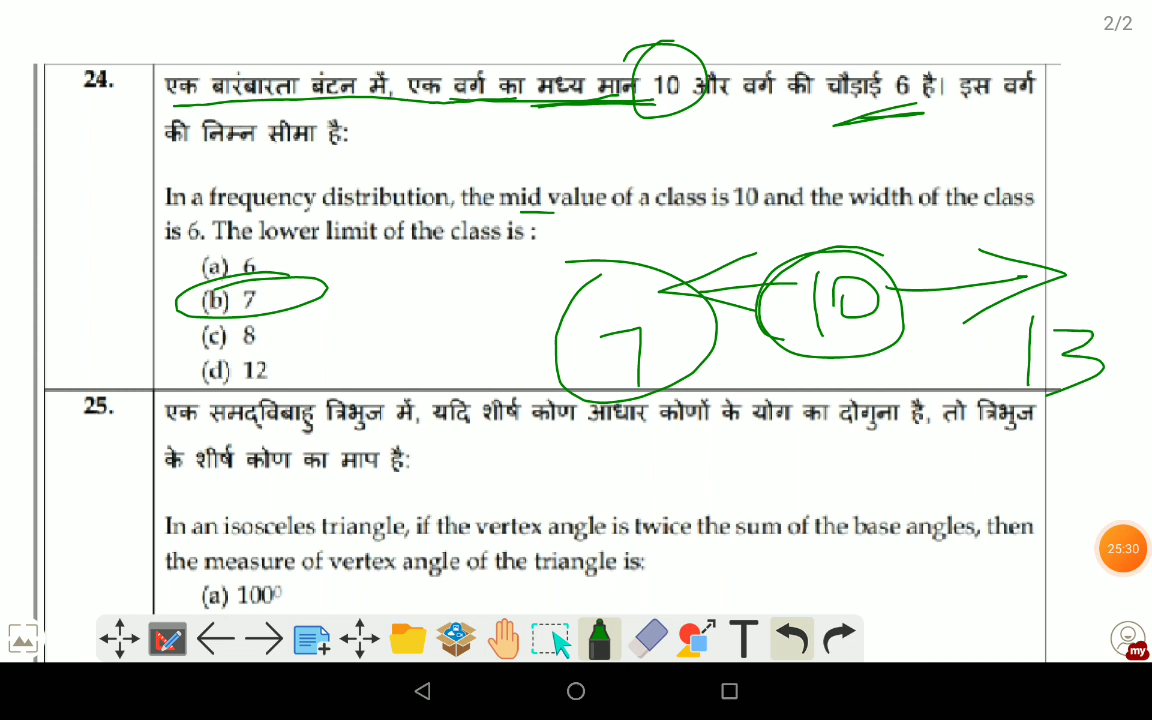 2/2
24. एक बारंबारता बंटन में, एक वर्ग का मध्य मान 10 और वर्ग की चौड़ाई 6 है। इस वर्ग
की निम्न सीमा है:
In a frequency distribution, the mid value of a class is 10 and the width of the class
is 6. The lower limit of the class is :
(a) 6
(b) 7
(c) 8
(d) 12
7 10 13
25. एक समद्विबाहु त्रिभुज में, यदि शीर्ष कोण आधार कोणों के योग का दोगुना है, तो त्रिभुज
के शीर्ष कोण का माप है:
In an isosceles triangle, if the vertex angle is twice the sum of the base angles, then
the measure of vertex angle of the triangle is:
(a) 100⁰
25:30
T
my